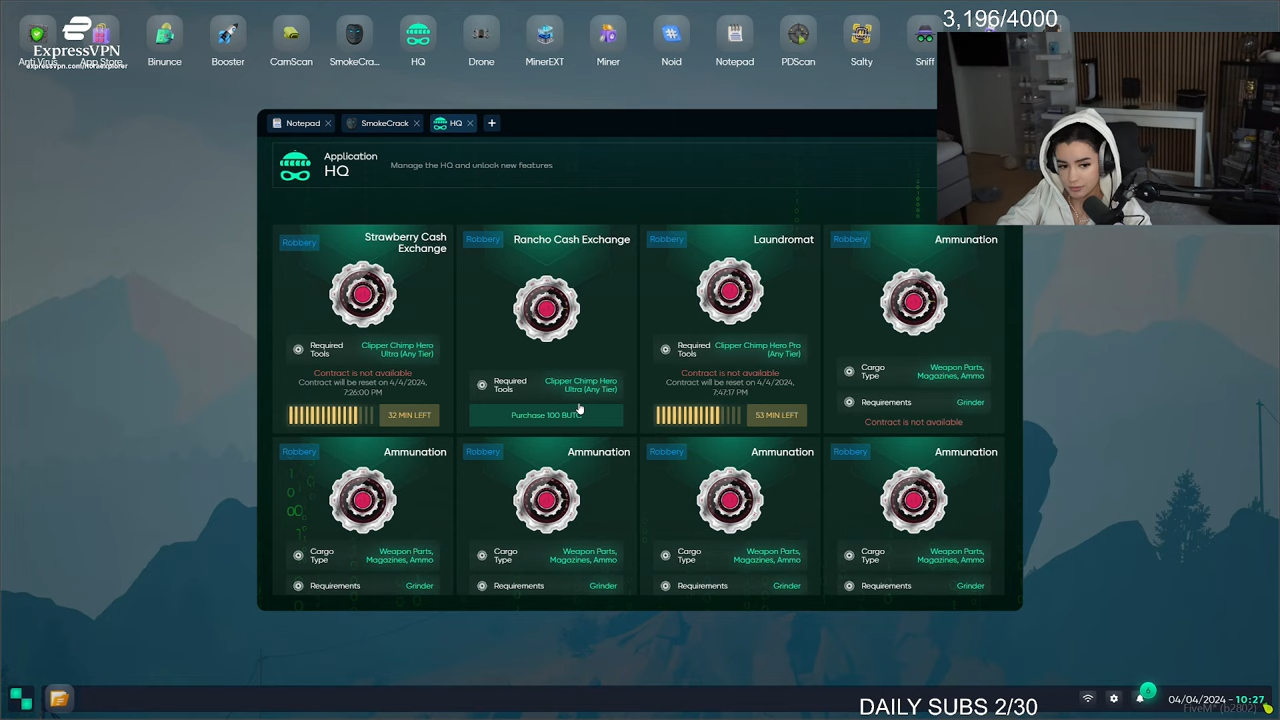 3,196/4000
ExpressVPN
expressvpn.com/noraexplorer
Anti Virus
App Store
Binunce
Booster
CamScan
SmokeCra...
HQ
Drone
MinerEXT
Miner
Noid
Notepad
PDScan
Salty
Sniff
Notepad
SmokeCrack
HQ
Application
HQ
Manage the HQ and unlock new features
Robbery
Strawberry Cash
Exchange
Required
Tools
Clipper Chimp Hero
Ultra (Any Tier)
Contract is not available
Contract will be reset on 4/4/2024,
7:26:00 PM
32 MIN LEFT
Robbery
Rancho Cash Exchange
Required
Tools
Clipper Chimp Hero
Ultra (Any Tier)
Purchase 100 BUTC
Robbery
Laundromat
Required
Tools
Clipper Chimp Hero Pro
(Any Tier)
Contract is not available
Contract will be reset on 4/4/2024,
7:47:17 PM
53 MIN LEFT
Robbery
Ammunation
Cargo
Type
Weapon Parts,
Magazines, Ammo
Requirements
Grinder
Contract is not available
Robbery
Ammunation
Cargo
Type
Weapon Parts,
Magazines, Ammo
Requirements
Grinder
Robbery
Ammunation
Cargo
Type
Weapon Parts,
Magazines, Ammo
Requirements
Grinder
Robbery
Ammunation
Cargo
Type
Weapon Parts,
Magazines, Ammo
Requirements
Grinder
Robbery
Ammunation
Cargo
Type
Weapon Parts,
Magazines, Ammo
Requirements
Grinder
DAILY SUBS 2/30
6
04/04/2024 - 10:27
FiveM® (b2802)